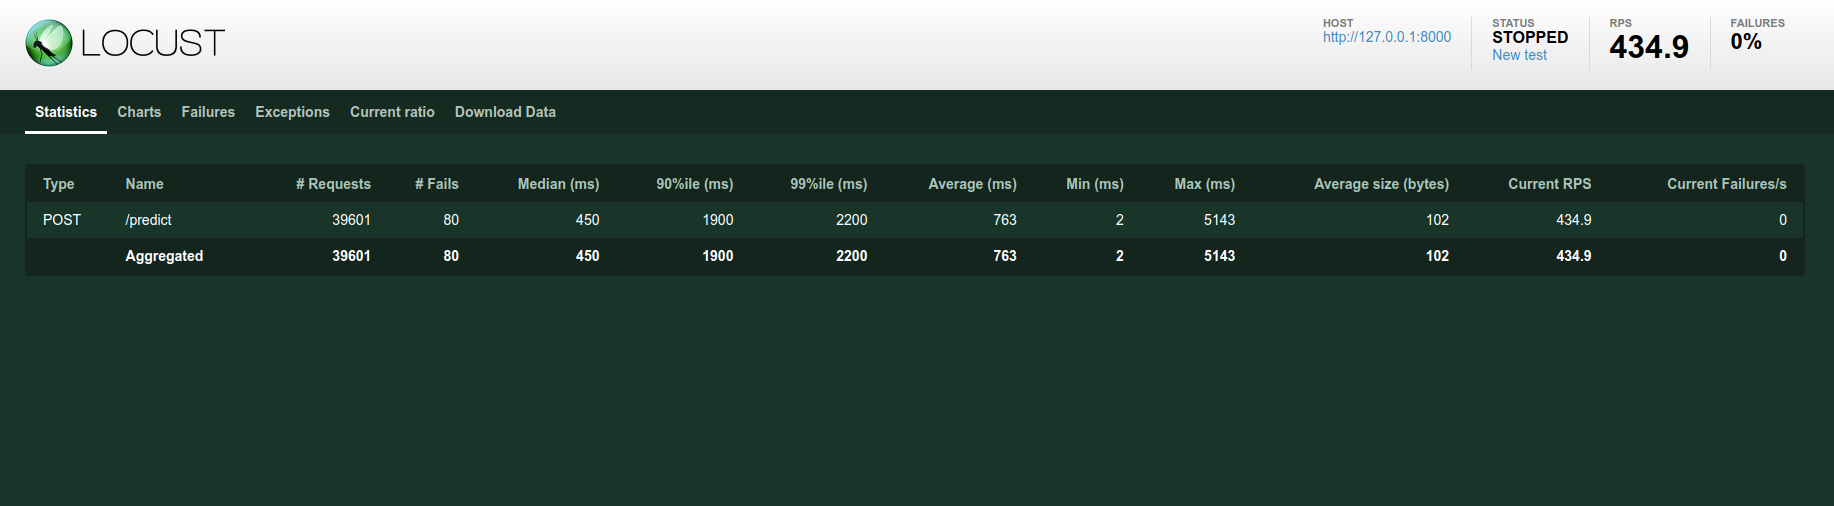 LOCUST
HOST
http://127.0.0.1:8000
STATUS
STOPPED
New test
RPS
434.9
FAILURES
0%
Statistics Charts Failures Exceptions Current ratio Download Data
Type Name # Requests # Fails Median (ms) 90%ile (ms) 99%ile (ms) Average (ms) Min (ms) Max (ms) Average size (bytes) Current RPS Current Failures/s
POST /predict 39601 80 450 1900 2200 763 2 5143 102 434.9 0
Aggregated 39601 80 450 1900 2200 763 2 5143 102 434.9 0